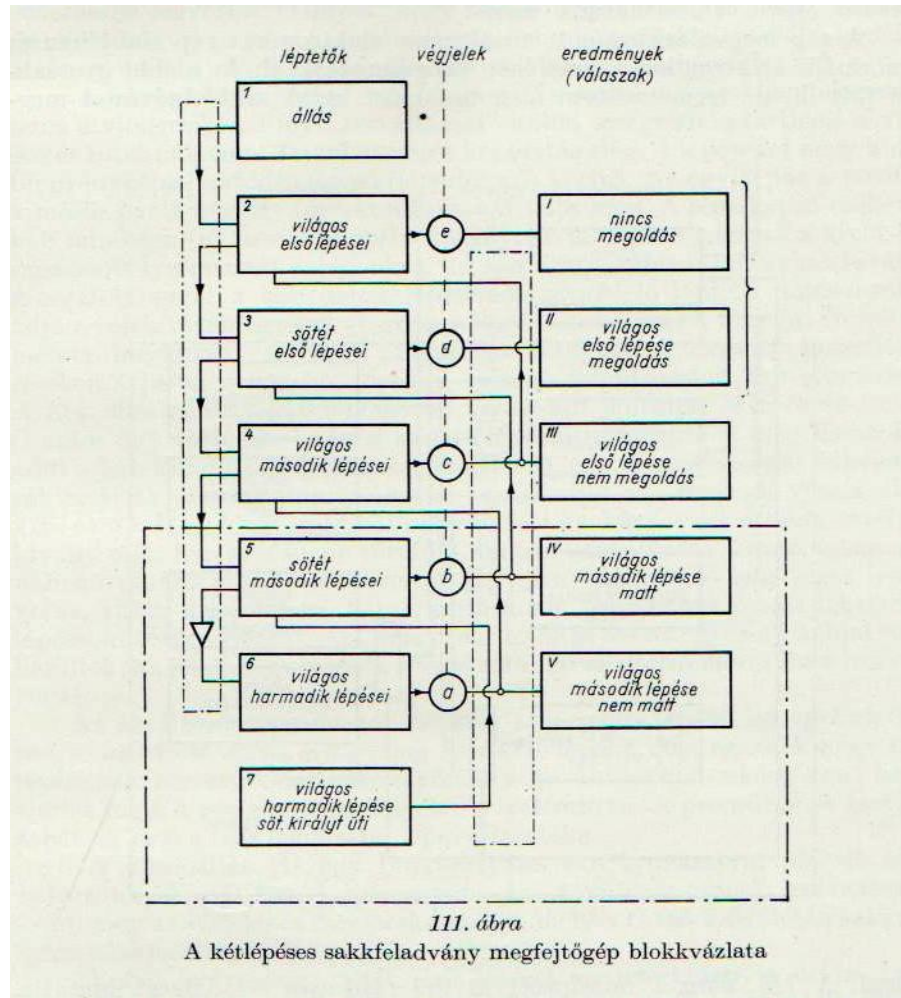 léptetők
végjelek
eredmények
(válaszok)
1
állás
2
világos
első lépései
e
I
nincs
megoldás
3
sötét
első lépései
d
II
világos
első lépése
megoldás
4
világos
második lépései
c
III
világos
első lépése
nem megoldás
5
sötét
második lépései
b
IV
világos
második lépése
matt
6
világos
harmadik lépései
a
V
világos
második lépése
nem matt
7
világos
harmadik lépése
söt. királyt üti
111. ábra
A kétlépéses sakkfeladvány megfejtőgép blokkvázlata